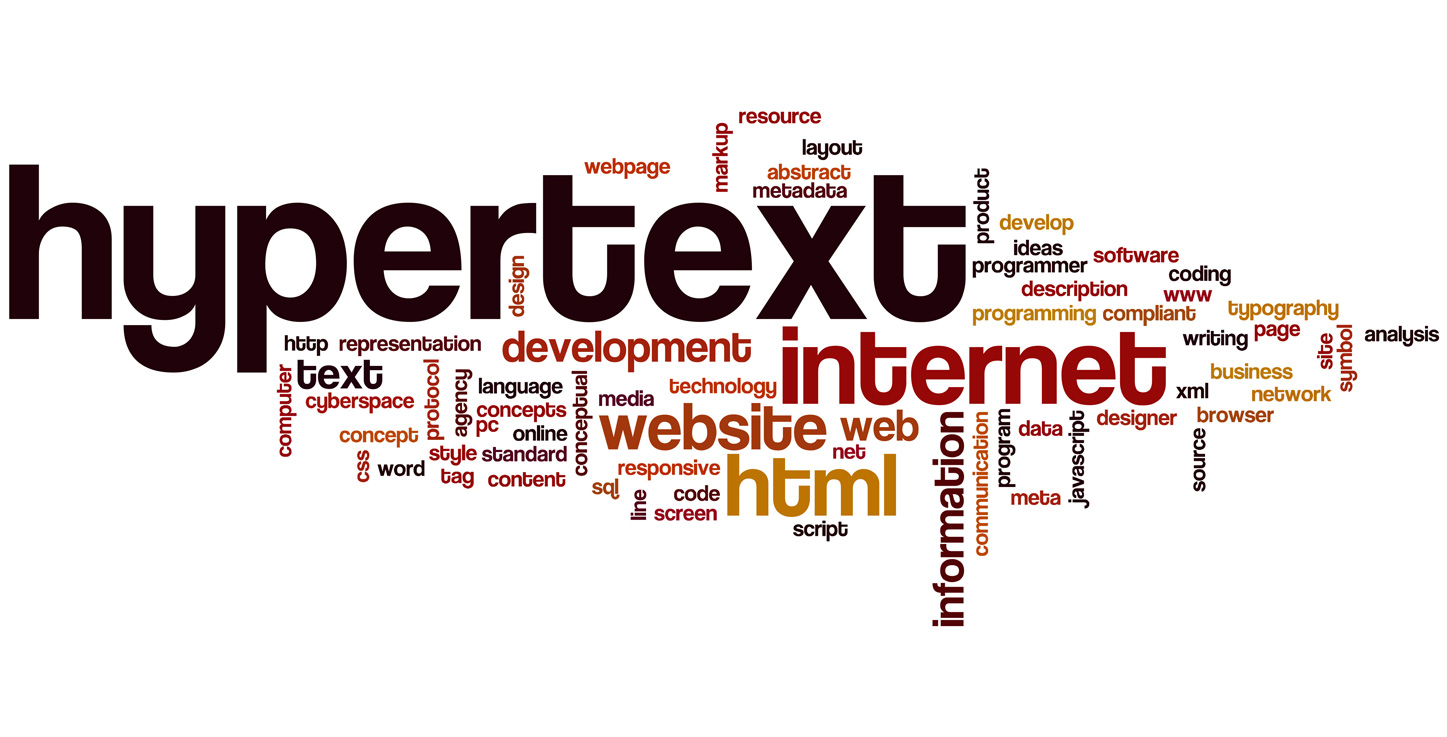 resource
markup
layout
webpage
abstract
metadata
hypertext
product
develop
ideas
programmer
software
coding
design
description
www
programming
compliant
typography
http
representation
development
internet
writing
page
site
symbol
analysis
computer
text
protocol
agency
language
conceptual
technology
business
cyberspace
concepts
media
xml
network
pc
website
web
designer
browser
concept
online
information
communication
program
data
javascript
css
word
style
standard
net
source
tag
content
responsive
html
sql
line
code
screen
meta
script